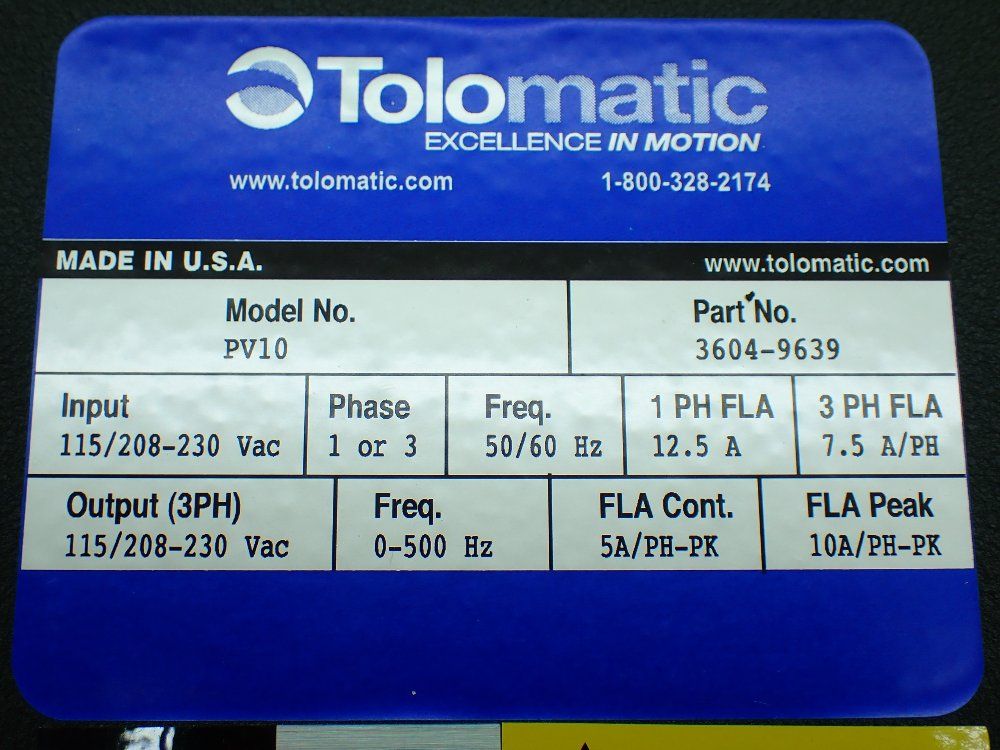 Tolomatic
EXCELLENCE IN MOTION
www.tolomatic.com 1-800-328-2174
MADE IN U.S.A. www.tolomatic.com
Model No. Part No.
PV10 3604-9639
Input Phase Freq. 1 PH FLA 3 PH FLA
115/208-230 Vac 1 or 3 50/60 Hz 12.5 A 7.5 A/PH
Output (3PH) Freq. FLA Cont. FLA Peak
115/208-230 Vac 0-500 Hz 5A/PH-PK 10A/PH-PK